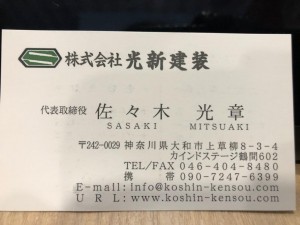 株式会社 光新建装
代表取締役 佐々木 光章
SASAKI MITSUAKI
〒242-0029 神奈川県大和市上草柳8-3-4
カインドステージ鶴間602
TEL/FAX 046-404-8480
携 帯 090-7247-6399
E-mail: info@koshin-kensou.com
URL: www.koshin-kensou.com